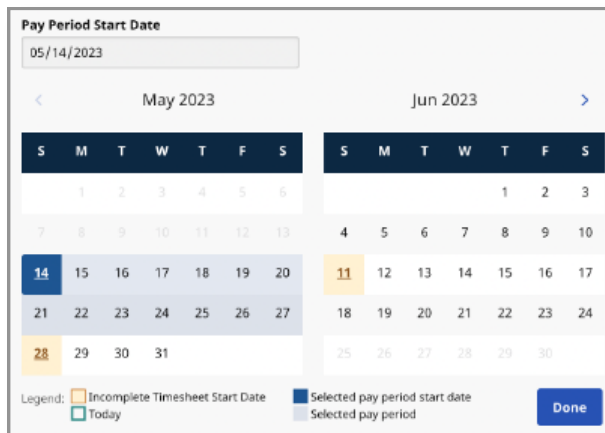 Pay Period Start Date
05/14/2023
< May 2023 Jun 2023 >
S M T W T F S S M T W T F S
1 2 3 4 5 6 1 2 3
7 8 9 10 11 12 13 4 5 6 7 8 9 10
14 15 16 17 18 19 20 11 12 13 14 15 16 17
21 22 23 24 25 26 27 18 19 20 21 22 23 24
28 29 30 31 25 26 27 28 29 30
Legend: Incomplete Timesheet Start Date Selected pay period start date
Today Selected pay period
Done